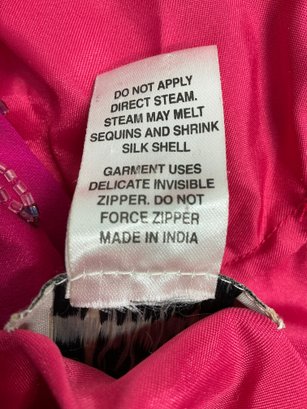 DO NOT APPLY
DIRECT STEAM.
STEAM MAY MELT
SEQUINS AND SHRINK
SILK SHELL
GARMENT USES
DELICATE INVISIBLE
ZIPPER. DO NOT
FORCE ZIPPER
MADE IN INDIA